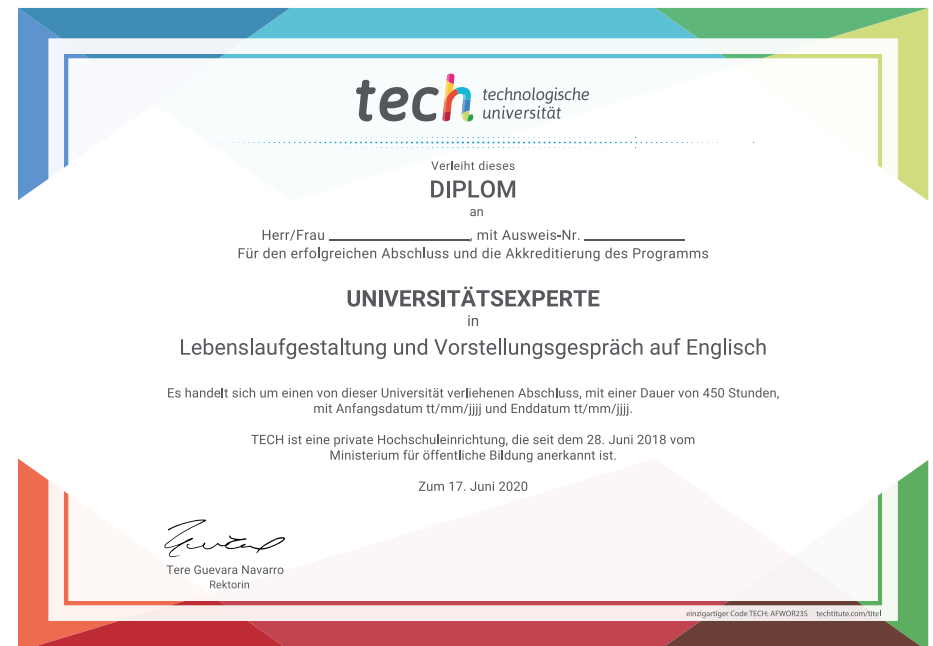 tech technologische
universität
Verleiht dieses
DIPLOM
an
Herr/Frau ____________, mit Ausweis-Nr. ____________
Für den erfolgreichen Abschluss und die Akkreditierung des Programms
UNIVERSITÄTSEXPERTE
in
Lebenslaufgestaltung und Vorstellungsgespräch auf Englisch
Es handelt sich um einen von dieser Universität verliehenen Abschluss, mit einer Dauer von 450 Stunden,
mit Anfangsdatum tt/mm/jjjj und Enddatum tt/mm/jjjj.
TECH ist eine private Hochschuleinrichtung, die seit dem 28. Juni 2018 vom
Ministerium für öffentliche Bildung anerkannt ist.
Zum 17. Juni 2020
Tere Guevara Navarro
Rektorin
einzigartiger Code TECH: AFWOR23S techtitute.com/titel